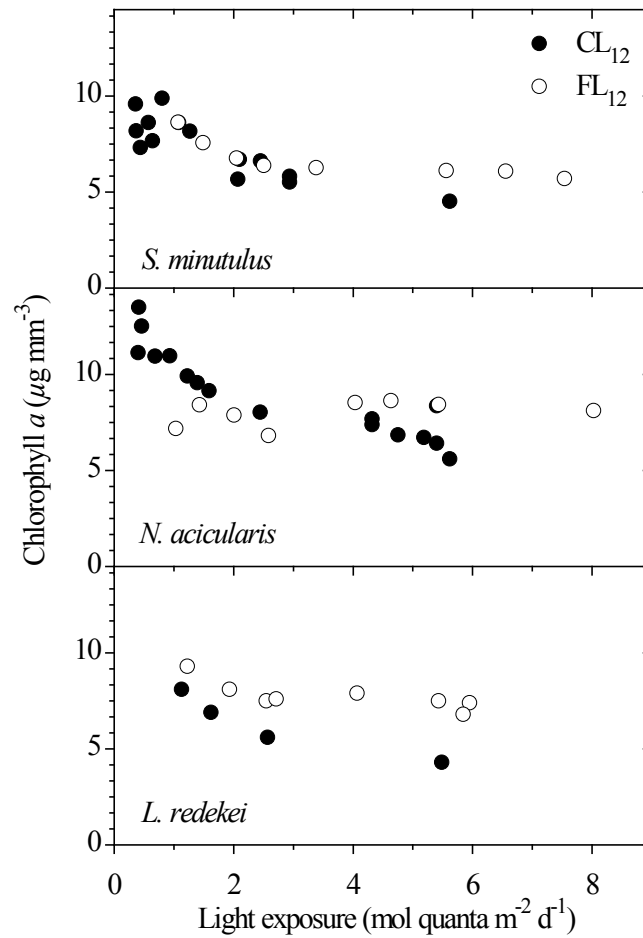 CL₁₂
FL₁₂
10
5
0
S. minutulus
10
5
0
N. acicularis
10
5
0
L. redekei
Chlorophyll a (µg mm⁻³)
0 2 4 6 8
Light exposure (mol quanta m⁻² d⁻¹)